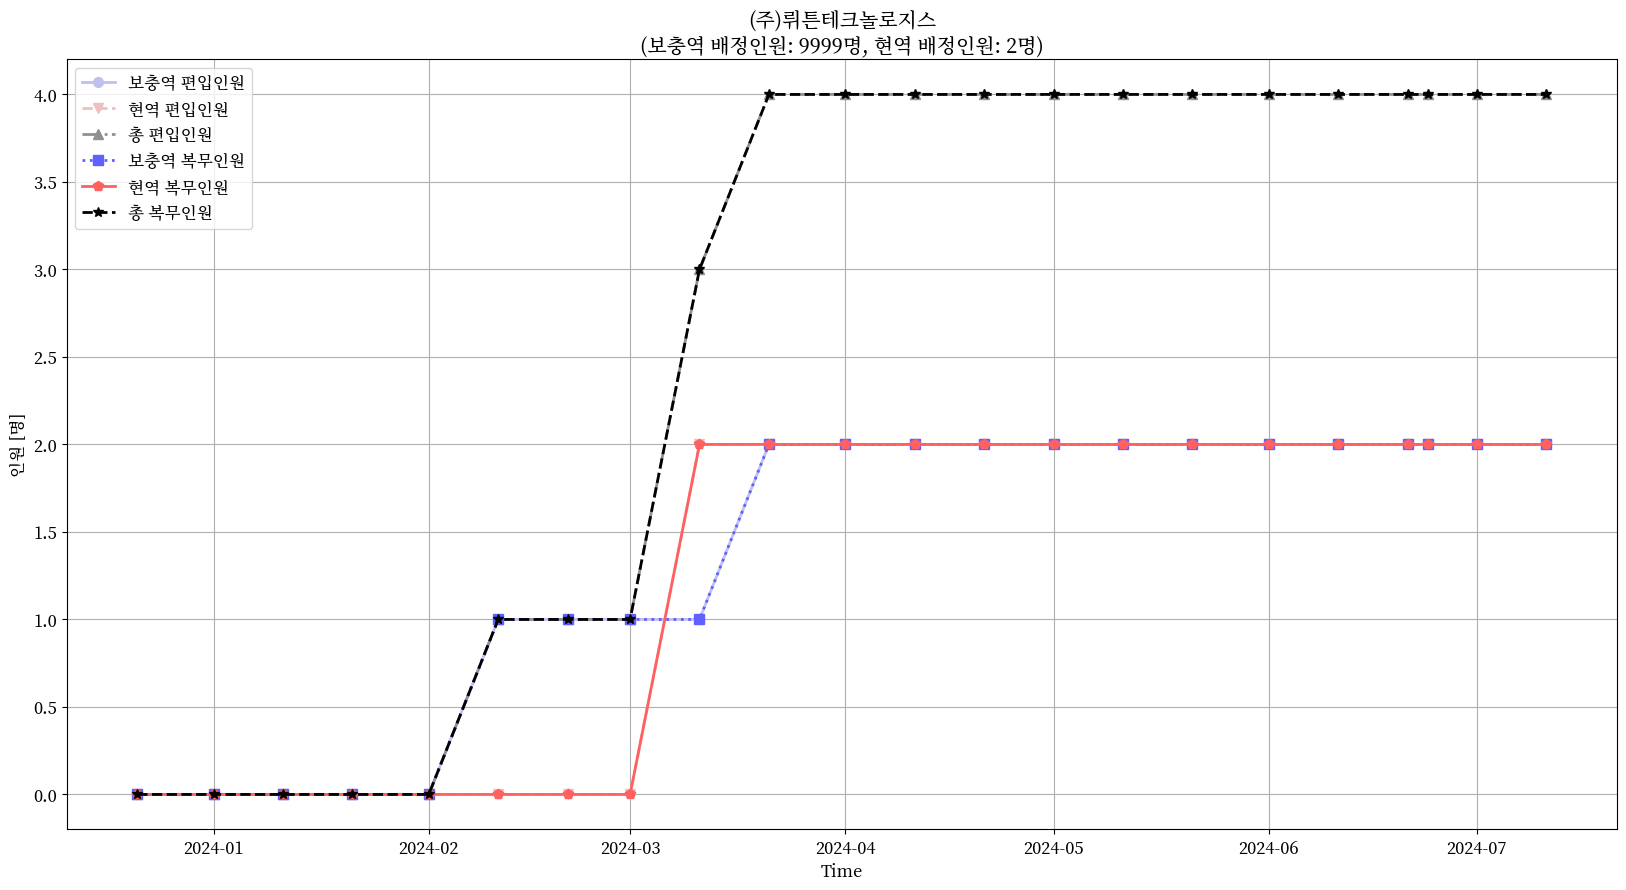 (주)뤼튼테크놀로지스
(보충역 배정인원: 9999명, 현역 배정인원: 2명)
보충역 편입인원
현역 편입인원
총 편입인원
보충역 복무인원
현역 복무인원
총 복무인원
4.0
3.5
3.0
2.5
2.0
1.5
1.0
0.5
0.0
인원 [명]
2024-01 2024-02 2024-03 2024-04 2024-05 2024-06 2024-07
Time